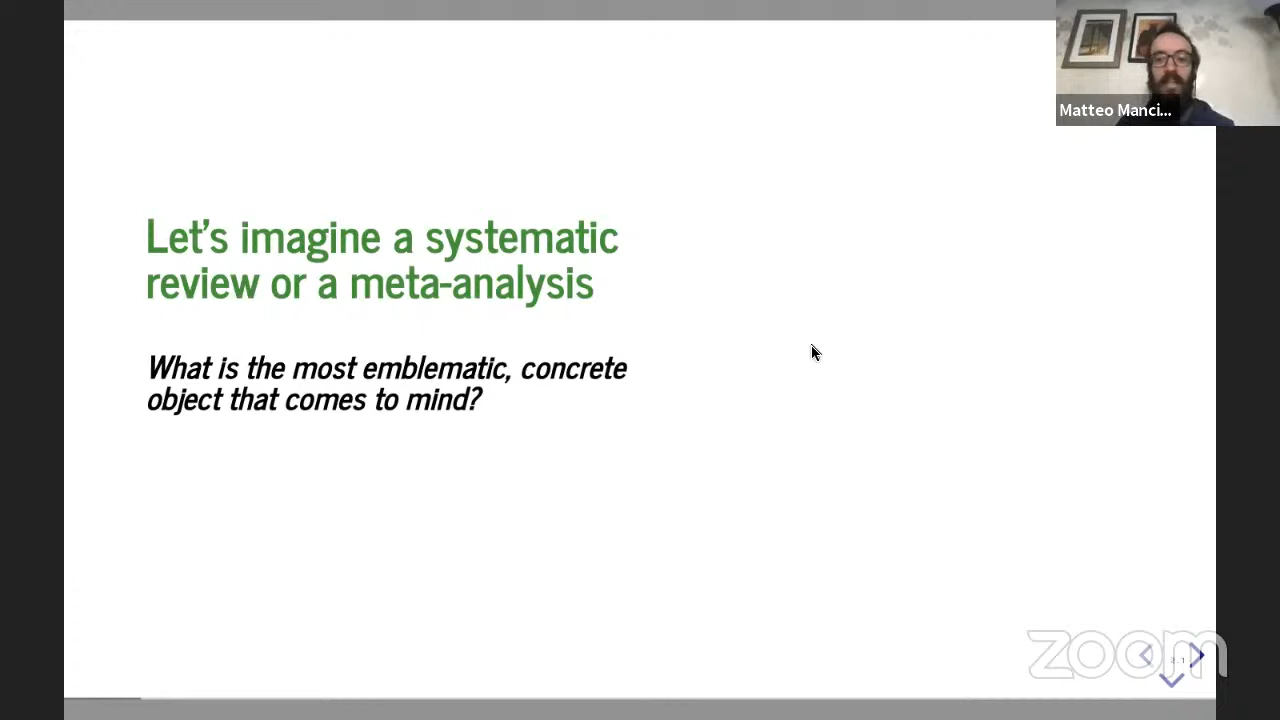 Matteo Manci...
Let's imagine a systematic
review or a meta-analysis
What is the most emblematic, concrete
object that comes to mind?
zoom